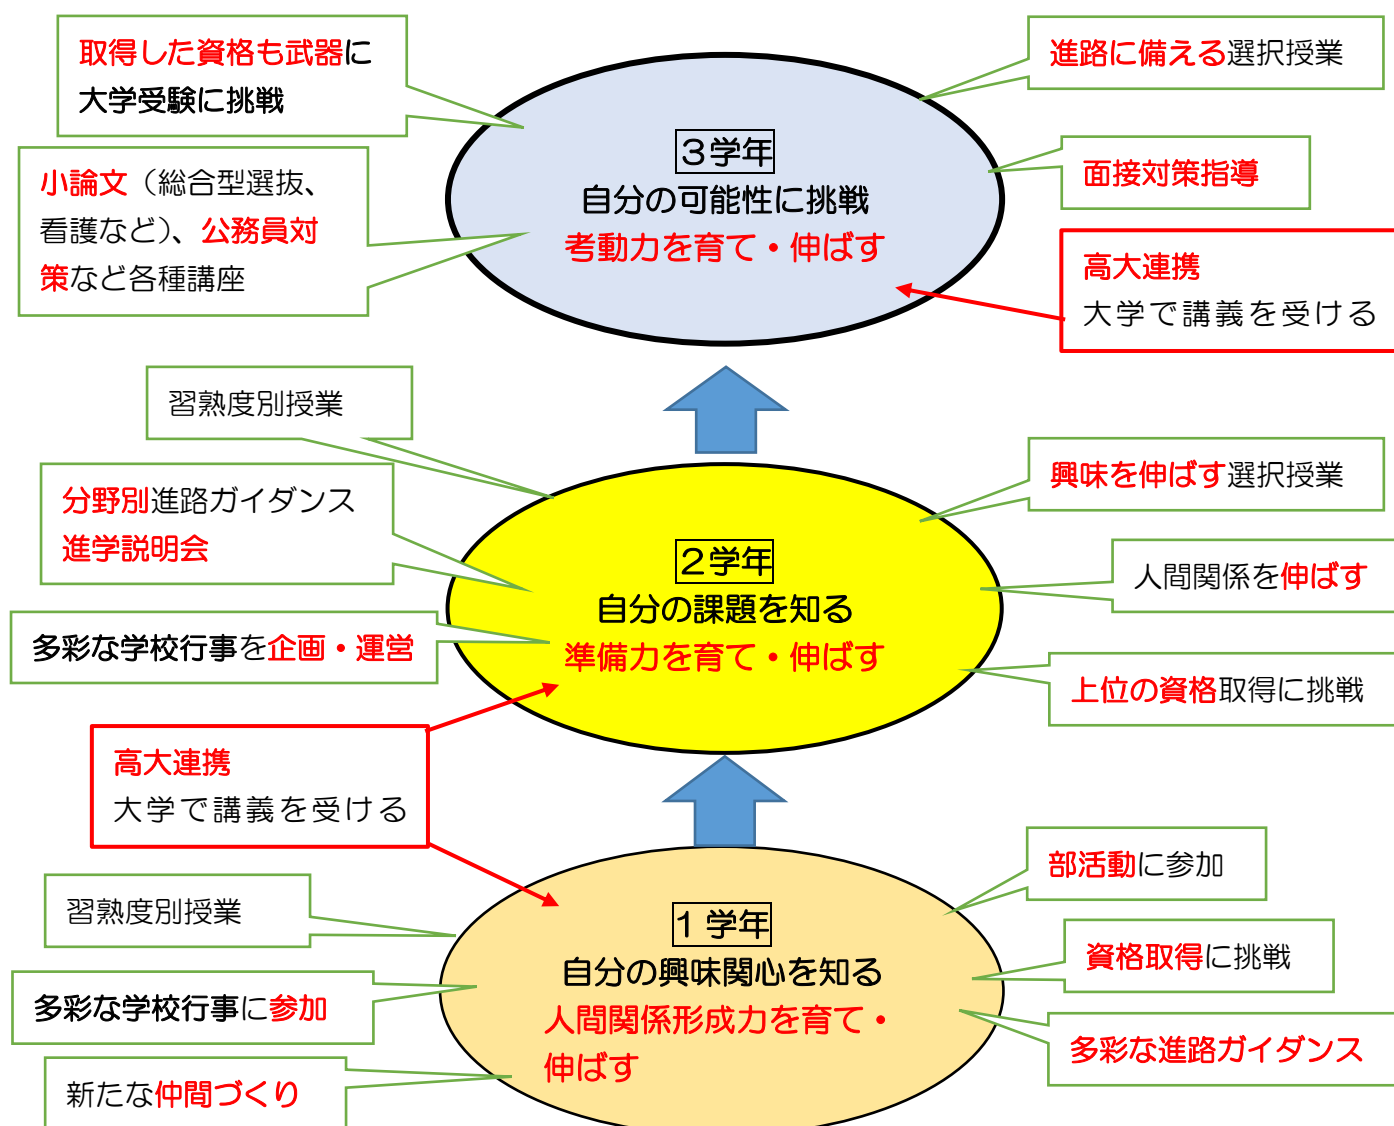 取得した資格も武器に
大学受験に挑戦
進路に備える選択授業
3学年
自分の可能性に挑戦
考動力を育て・伸ばす
小論文（総合型選抜、
看護など）、公務員対
策など各種講座
面接対策指導
高大連携
大学で講義を受ける
習熟度別授業
分野別進路ガイダンス
進学説明会
多彩な学校行事を企画・運営
2学年
自分の課題を知る
準備力を育て・伸ばす
興味を伸ばす選択授業
人間関係を伸ばす
上位の資格取得に挑戦
高大連携
大学で講義を受ける
習熟度別授業
多彩な学校行事に参加
新たな仲間づくり
1学年
自分の興味関心を知る
人間関係形成力を育て・
伸ばす
部活動に参加
資格取得に挑戦
多彩な進路ガイダンス